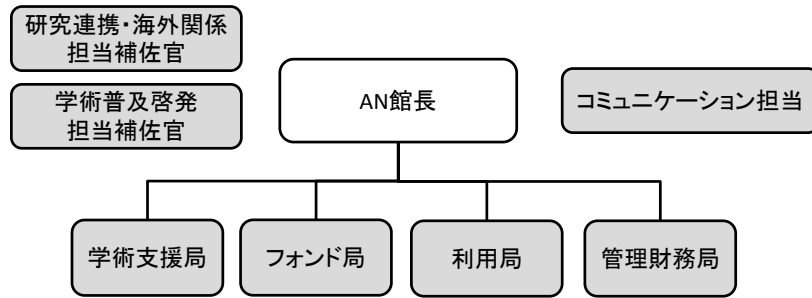 研究連携・海外関係
担当補佐官
学術普及啓発
担当補佐官
AN館長
コミュニケーション担当
学術支援局
フォンド局
利用局
管理財務局